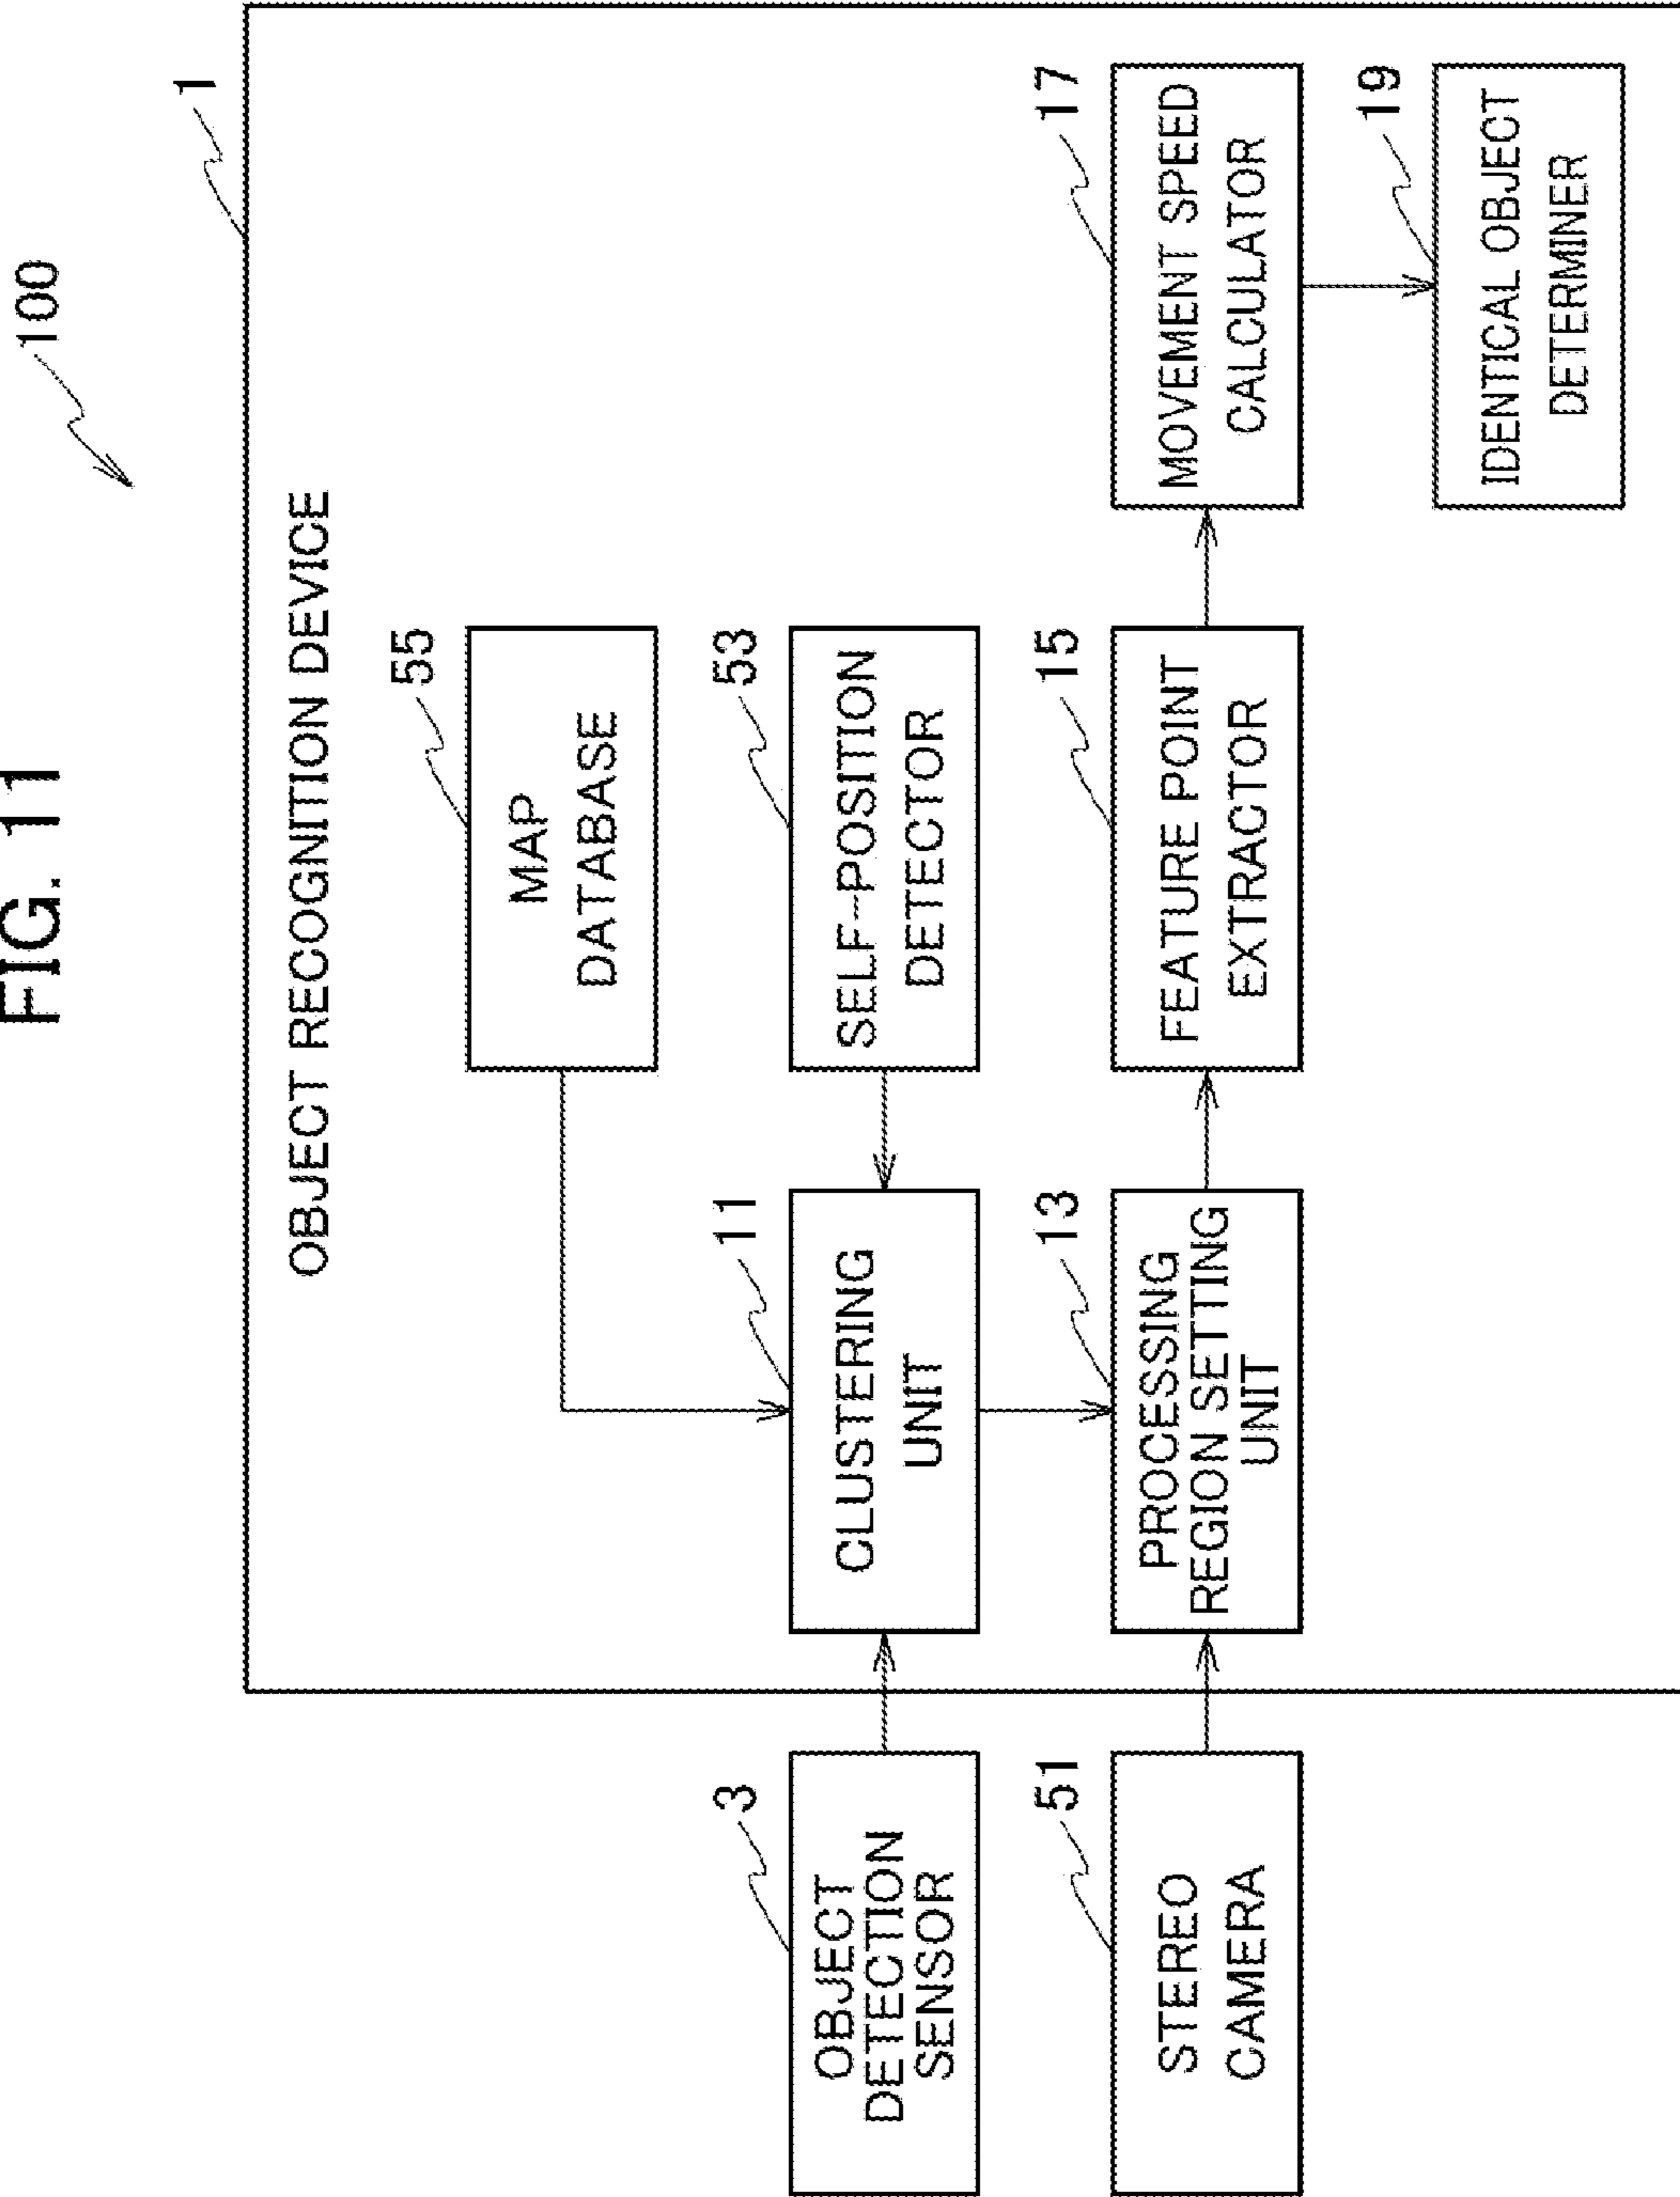 FIG. 11
100
1
OBJECT RECOGNITION DEVICE
55
MAP
DATABASE
3
OBJECT
DETECTION
SENSOR
11
CLUSTERING
UNIT
53
SELF-POSITION
DETECTOR
51
STEREO
CAMERA
13
PROCESSING
REGION SETTING
UNIT
15
FEATURE POINT
EXTRACTOR
17
MOVEMENT SPEED
CALCULATOR
19
IDENTICAL OBJECT
DETERMINER